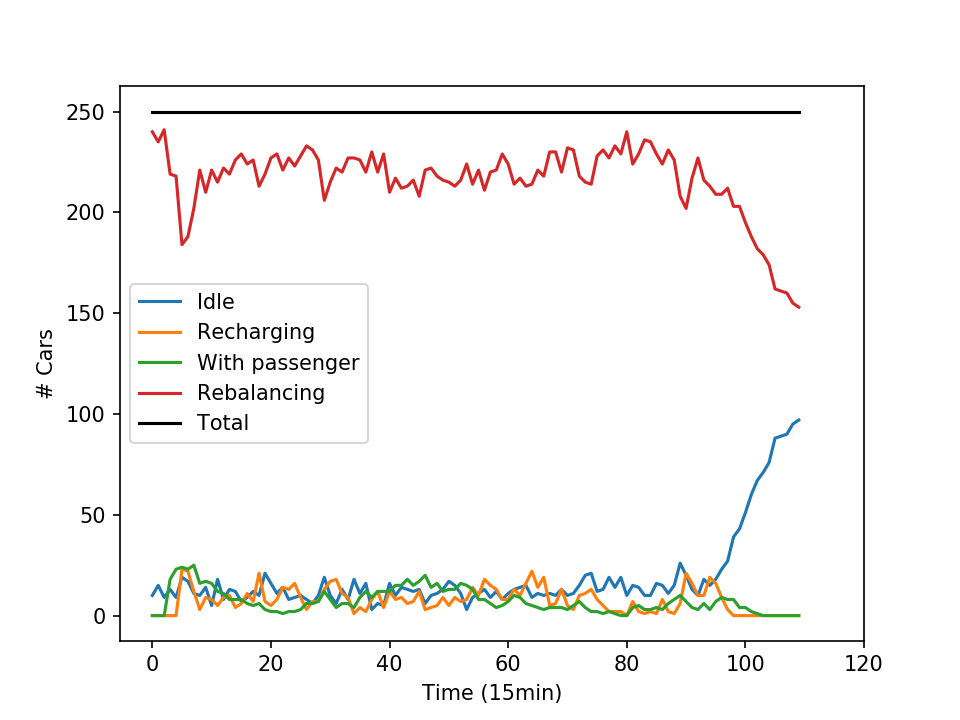 250
200
150
100
50
0
# Cars
Idle
Recharging
With passenger
Rebalancing
Total
0 20 40 60 80 100 120
Time (15min)